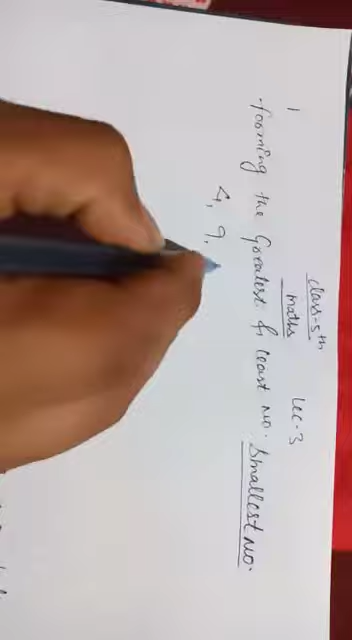 class-5th
Maths Lec-3
1
forming the Greatest & least no. Smallest no.
4, 9,